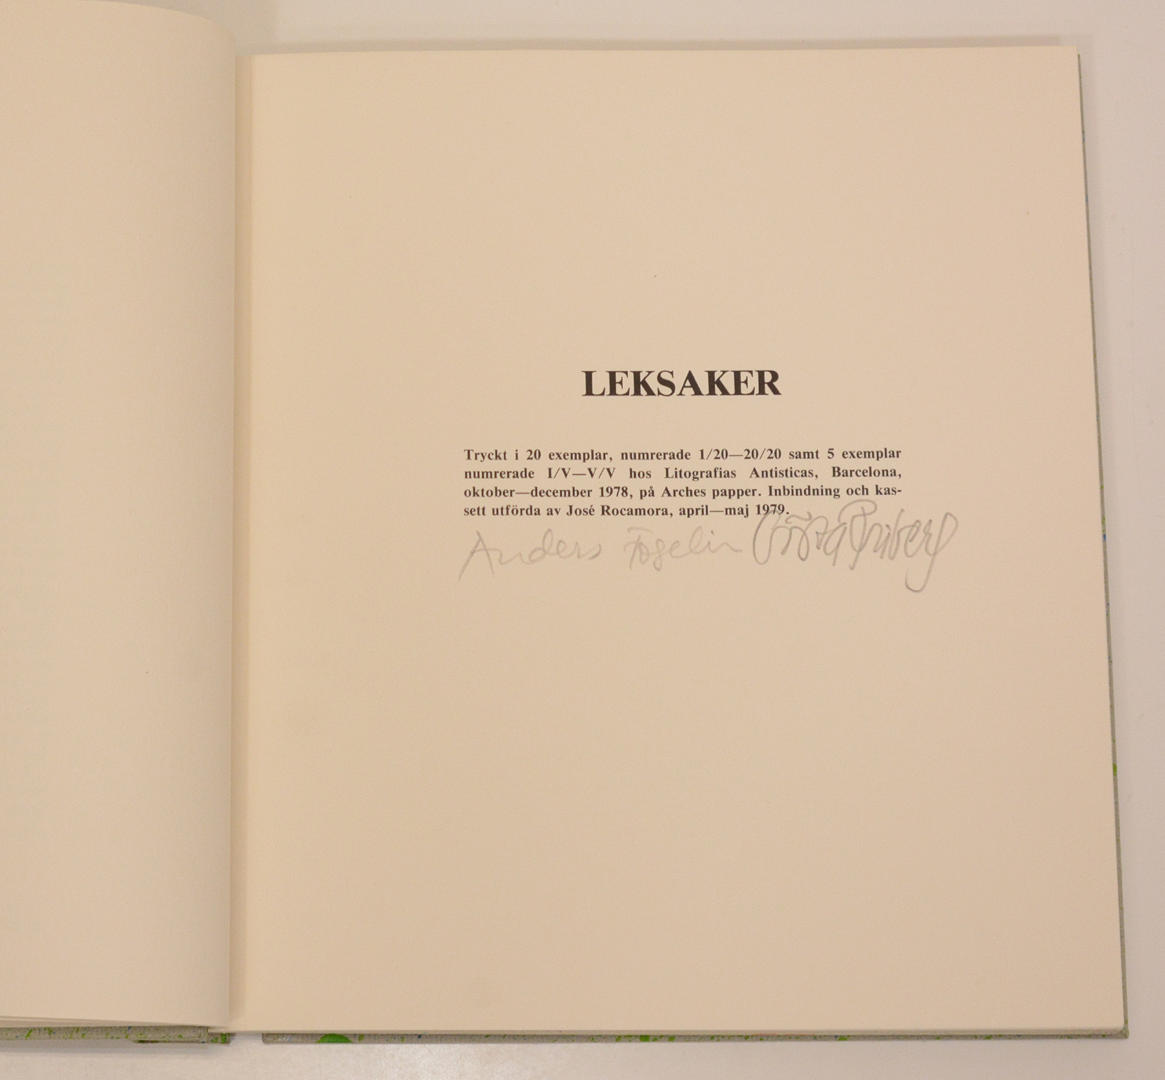 LEKSAKER
Tryckt i 20 exemplar, numrerade 1/20—20/20 samt 5 exemplar
numrerade I/V—V/V hos Litografias Antisticas, Barcelona,
oktober—december 1978, på Arches papper. Inbindning och kas-
sett utförda av José Rocamora, april—maj 1979.
Anders Fogelin